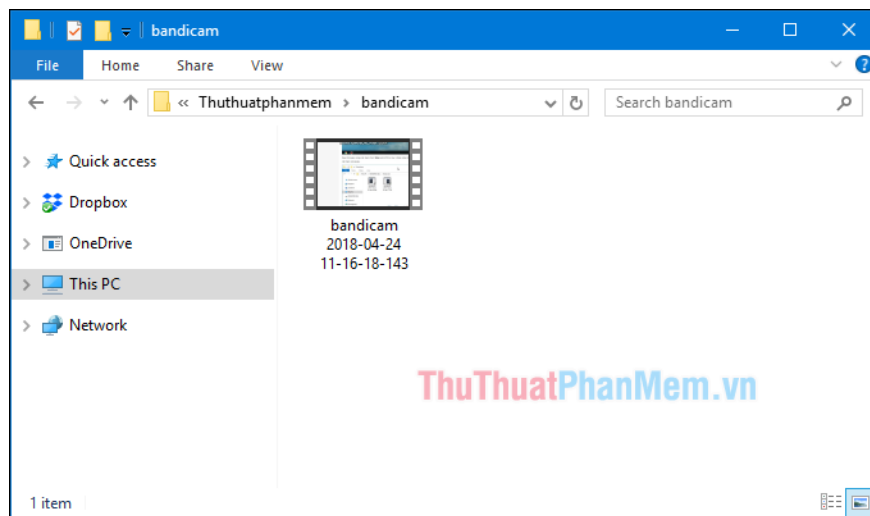 bandicam
File Home Share View
« Thuthuatphanmem › bandicam
Search bandicam
Quick access
Dropbox
OneDrive
This PC
Network
bandicam
2018-04-24
11-16-18-143
ThuThuatPhanMem.vn
1 item